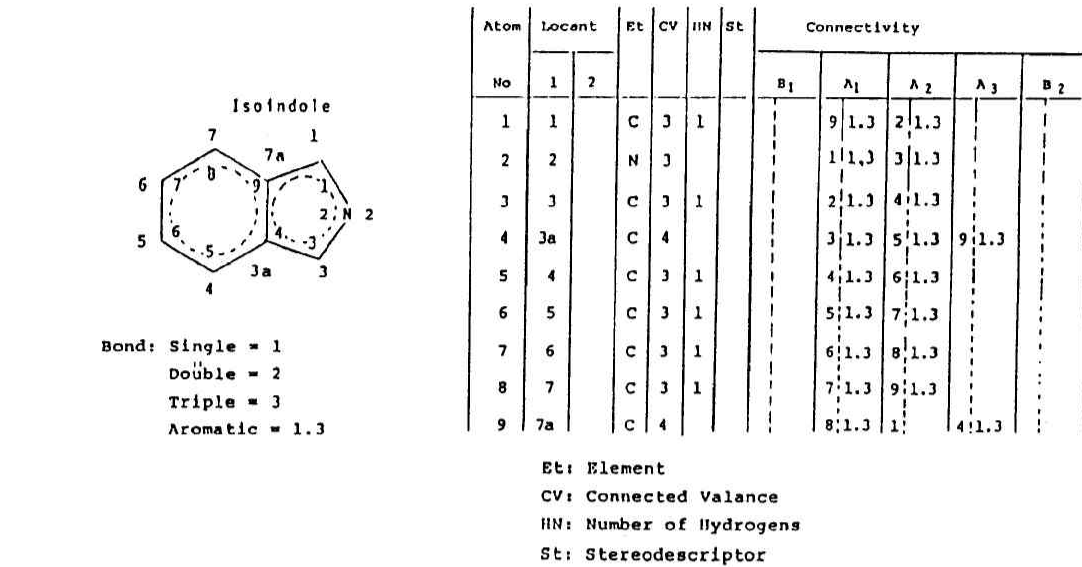 Isoindole
7 1
7a
6 7 8 9 1
2 N 2
5 6 5 4 3
3a
4 3
Bond: Single = 1
Double = 2
Triple = 3
Aromatic = 1.3
Atom Locant Et CV HN St Connectivity
No 1 2 B1 A1 A2 A3 B2
1 1 C 3 1 9 1.3 2 1.3
2 2 N 3 1 1,3 3 1.3
3 3 C 3 1 2 1.3 4 1.3
4 3a C 4 3 1.3 5 1.3 9 1.3
5 4 C 3 1 4 1.3 6 1.3
6 5 C 3 1 5 1.3 7 1.3
7 6 C 3 1 6 1.3 8 1.3
8 7 C 3 1 7 1.3 9 1.3
9 7a C 4 8 1.3 1 4 1.3
Et: Element
CV: Connected Valance
HN: Number of Hydrogens
St: Stereodescriptor